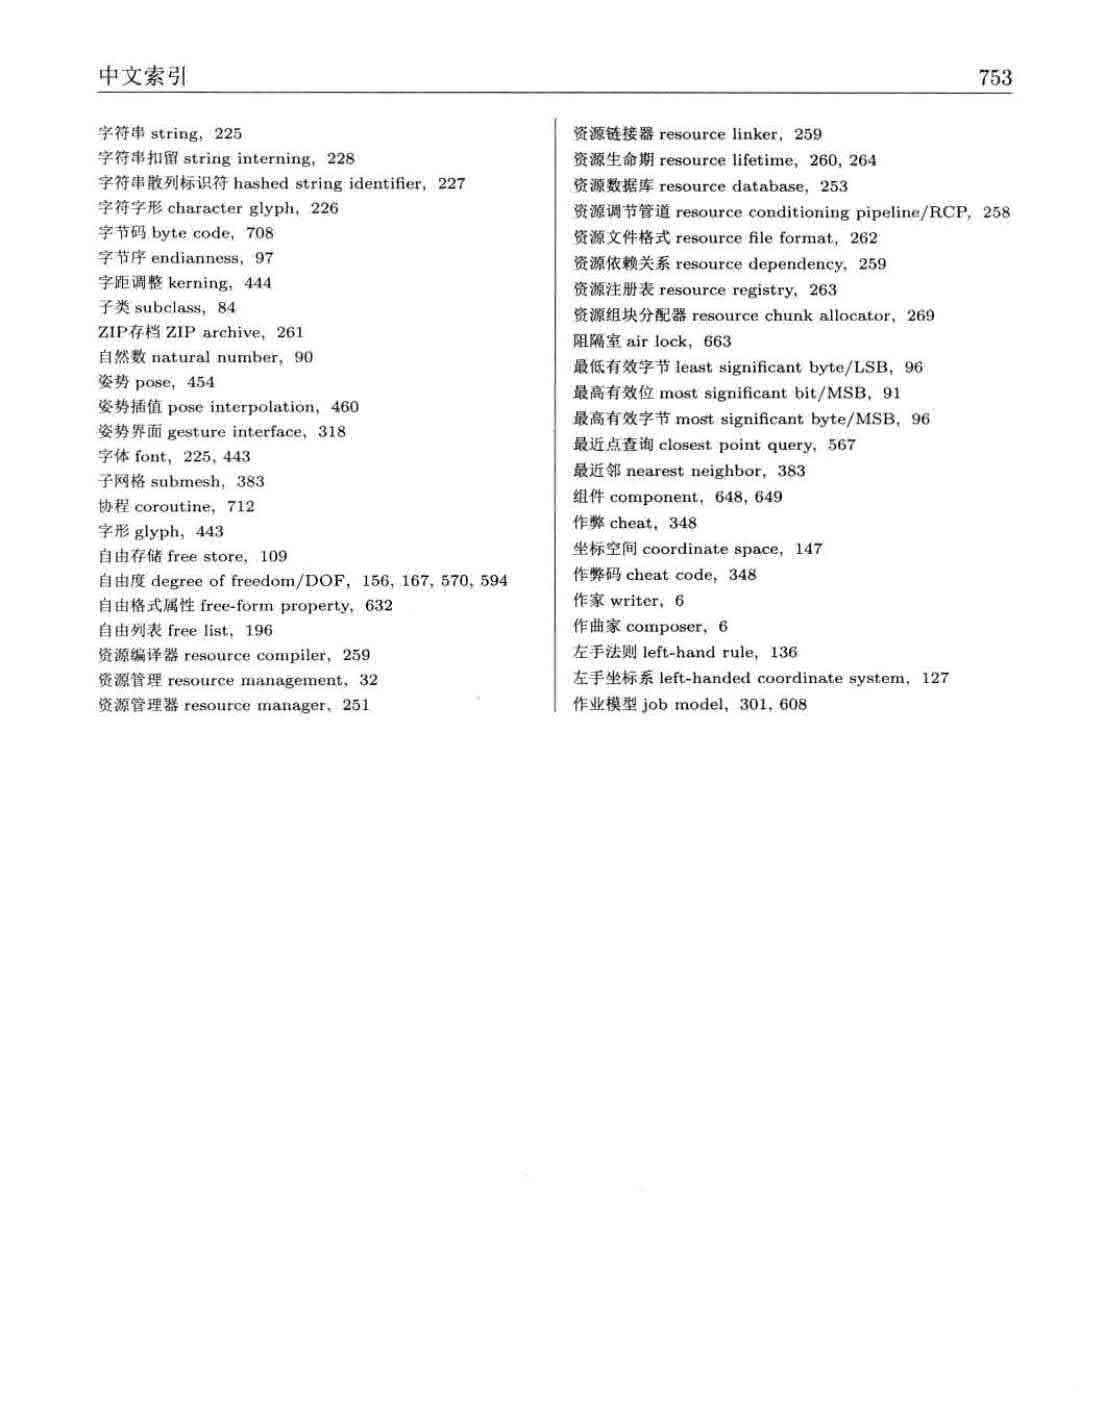 中文索引
753
字符串 string, 225
字符串扣留 string interning, 228
字符串散列标识符 hashed string identifier, 227
字符字形 character glyph, 226
字节码 byte code, 708
字节序 endianness, 97
字距调整 kerning, 444
子类 subclass, 84
ZIP存档 ZIP archive, 261
自然数 natural number, 90
姿势 pose, 454
姿势插值 pose interpolation, 460
姿势界面 gesture interface, 318
字体 font, 225, 443
子网格 submesh, 383
协程 coroutine, 712
字形 glyph, 443
自由存储 free store, 109
自由度 degree of freedom/DOF, 156, 167, 570, 594
自由格式属性 free-form property, 632
自由列表 free list, 196
资源编译器 resource compiler, 259
资源管理 resource management, 32
资源管理器 resource manager, 251
资源链接器 resource linker, 259
资源生命期 resource lifetime, 260, 264
资源数据库 resource database, 253
资源调节管道 resource conditioning pipeline/RCP, 258
资源文件格式 resource file format, 262
资源依赖关系 resource dependency, 259
资源注册表 resource registry, 263
资源组块分配器 resource chunk allocator, 269
阻隔室 air lock, 663
最低有效字节 least significant byte/LSB, 96
最高有效位 most significant bit/MSB, 91
最高有效字节 most significant byte/MSB, 96
最近点查询 closest point query, 567
最近邻 nearest neighbor, 383
组件 component, 648, 649
作弊 cheat, 348
坐标空间 coordinate space, 147
作弊码 cheat code, 348
作家 writer, 6
作曲家 composer, 6
左手法则 left-hand rule, 136
左手坐标系 left-handed coordinate system, 127
作业模型 job model, 301, 608